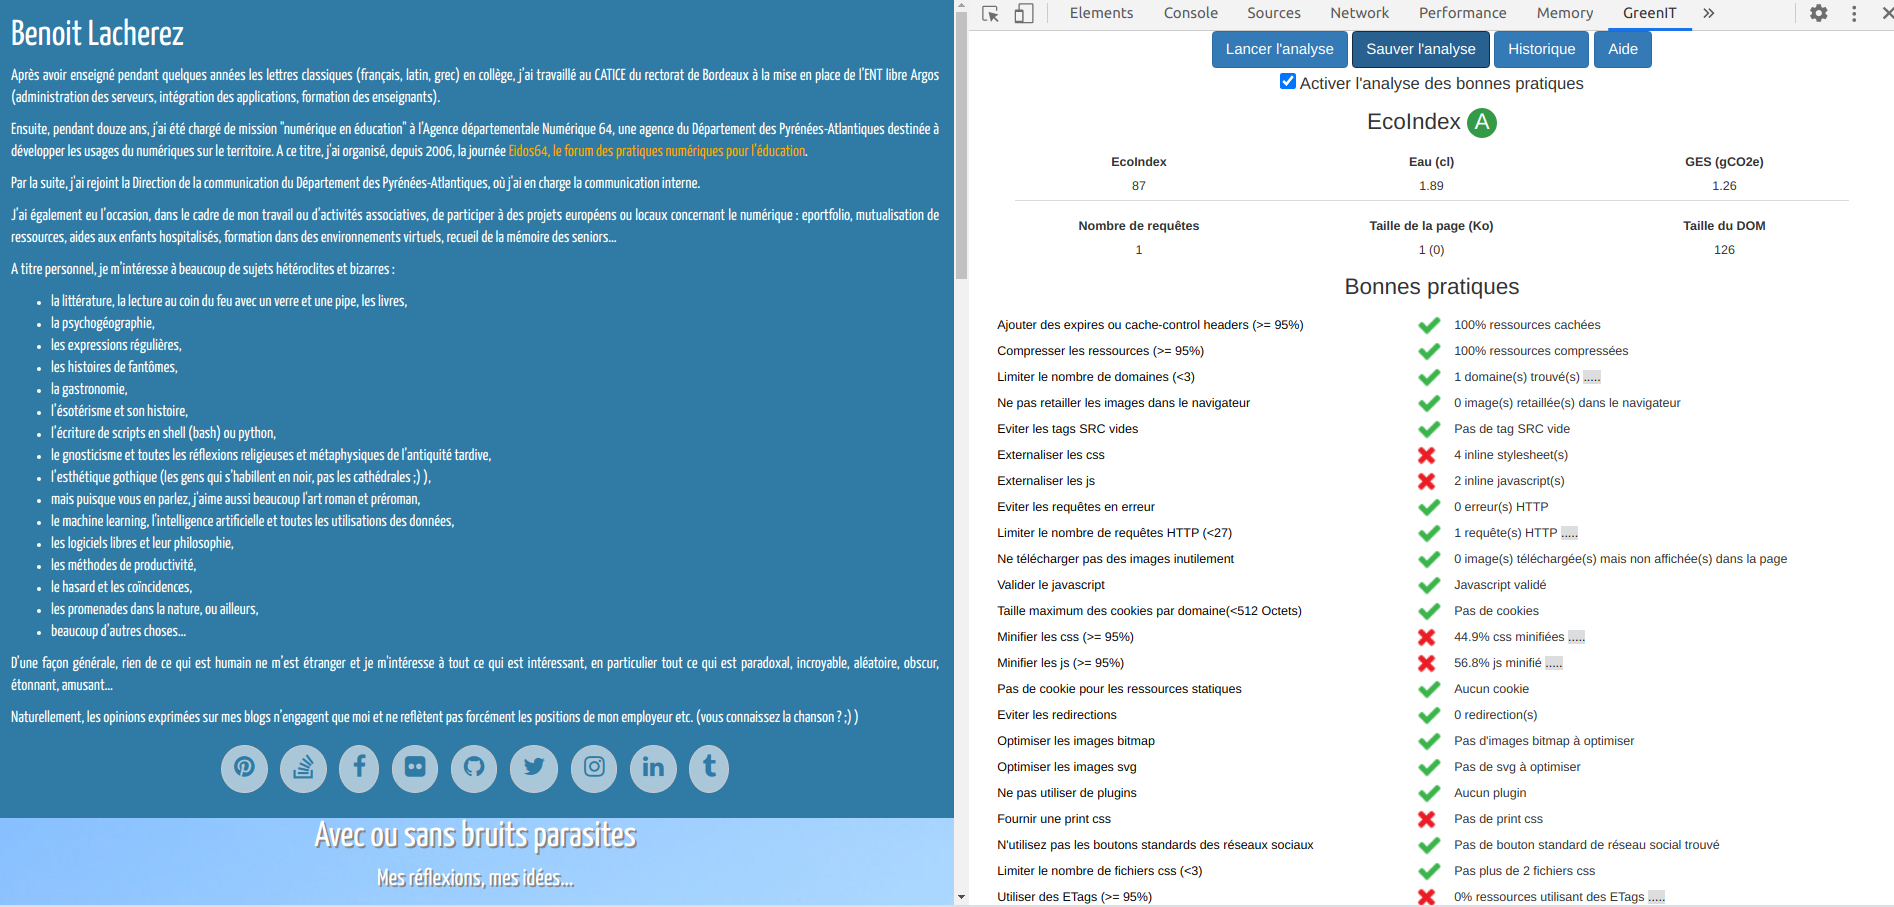 Benoit Lacherez
Après avoir enseigné pendant quelques années les lettres classiques (français, latin, grec) en collège, j'ai travaillé au CATICE du rectorat de Bordeaux à la mise en place de l'ENT libre Argos
(administration des serveurs, intégration des applications, formation des enseignants).
Ensuite, pendant douze ans, j'ai été chargé de mission "numérique en éducation" à l'Agence départementale Numérique 64, une agence du Département des Pyrénées-Atlantiques destinée à
développer les usages du numériques sur le territoire. A ce titre, j'ai organisé, depuis 2006, la journée Eidos64, le forum des pratiques numériques pour l'éducation.
Par la suite, j'ai rejoint la Direction de la communication du Département des Pyrénées-Atlantiques, où j'ai en charge la communication interne.
J'ai également eu l'occasion, dans le cadre de mon travail ou d'activités associatives, de participer à des projets européens ou locaux concernant le numérique : eportfolio, mutualisation de
ressources, aides aux enfants hospitalisés, formation dans des environnements virtuels, recueil de la mémoire des seniors...
A titre personnel, je m'intéresse à beaucoup de sujets hétéroclites et bizarres :
• la littérature, la lecture au coin du feu avec un verre et une pipe, les livres,
• la psychogéographie,
• les expressions régulières,
• les histoires de fantômes,
• la gastronomie,
• l'ésotérisme et son histoire,
• l'écriture de scripts en shell (bash) ou python,
• le gnosticisme et toutes les réflexions religieuses et métaphysiques de l'antiquité tardive,
• l'esthétique gothique (les gens qui s'habillent en noir, pas les cathédrales ;) ),
• mais puisque vous en parlez, j'aime aussi beaucoup l'art roman et préroman,
• le machine learning, l'intelligence artificielle et toutes les utilisations des données,
• les logiciels libres et leur philosophie,
• les méthodes de productivité,
• le hasard et les coïncidences,
• les promenades dans la nature, ou ailleurs,
• beaucoup d'autres choses...
D'une façon générale, rien de ce qui est humain ne m'est étranger et je m'intéresse à tout ce qui est intéressant, en particulier tout ce qui est paradoxal, incroyable, aléatoire, obscur,
étonnant, amusant...
Naturellement, les opinions exprimées sur mes blogs n'engagent que moi et ne reflètent pas forcément les positions de mon employeur etc. (vous connaissez la chanson ? ;) )
Avec ou sans bruits parasites
Mes réflexions, mes idées...
Elements Console Sources Network Performance Memory GreenIT »
Lancer l'analyse Sauver l'analyse Historique Aide
Activer l'analyse des bonnes pratiques
EcoIndex A
EcoIndex Eau (cl) GES (gCO2e)
87 1.89 1.26
Nombre de requêtes Taille de la page (Ko) Taille du DOM
1 1 (0) 126
Bonnes pratiques
Ajouter des expires ou cache-control headers (>= 95%) 100% ressources cachées
Compresser les ressources (>= 95%) 100% ressources compressées
Limiter le nombre de domaines (<3) 1 domaine(s) trouvé(s) .....
Ne pas retailler les images dans le navigateur 0 image(s) retaillée(s) dans le navigateur
Eviter les tags SRC vides Pas de tag SRC vide
Externaliser les css 4 inline stylesheet(s)
Externaliser les js 2 inline javascript(s)
Eviter les requêtes en erreur 0 erreur(s) HTTP
Limiter le nombre de requêtes HTTP (<27) 1 requête(s) HTTP .....
Ne télécharger pas des images inutilement 0 image(s) téléchargée(s) mais non affichée(s) dans la page
Valider le javascript Javascript validé
Taille maximum des cookies par domaine(<512 Octets) Pas de cookies
Minifier les css (>= 95%) 44.9% css minifiées .....
Minifier les js (>= 95%) 56.8% js minifié .....
Pas de cookie pour les ressources statiques Aucun cookie
Eviter les redirections 0 redirection(s)
Optimiser les images bitmap Pas d'images bitmap à optimiser
Optimiser les images svg Pas de svg à optimiser
Ne pas utiliser de plugins Aucun plugin
Fournir une print css Pas de print css
N'utilisez pas les boutons standards des réseaux sociaux Pas de bouton standard de réseau social trouvé
Limiter le nombre de fichiers css (<3) Pas plus de 2 fichiers css
Utiliser des ETags (>= 95%) 0% ressources utilisant des ETags .....